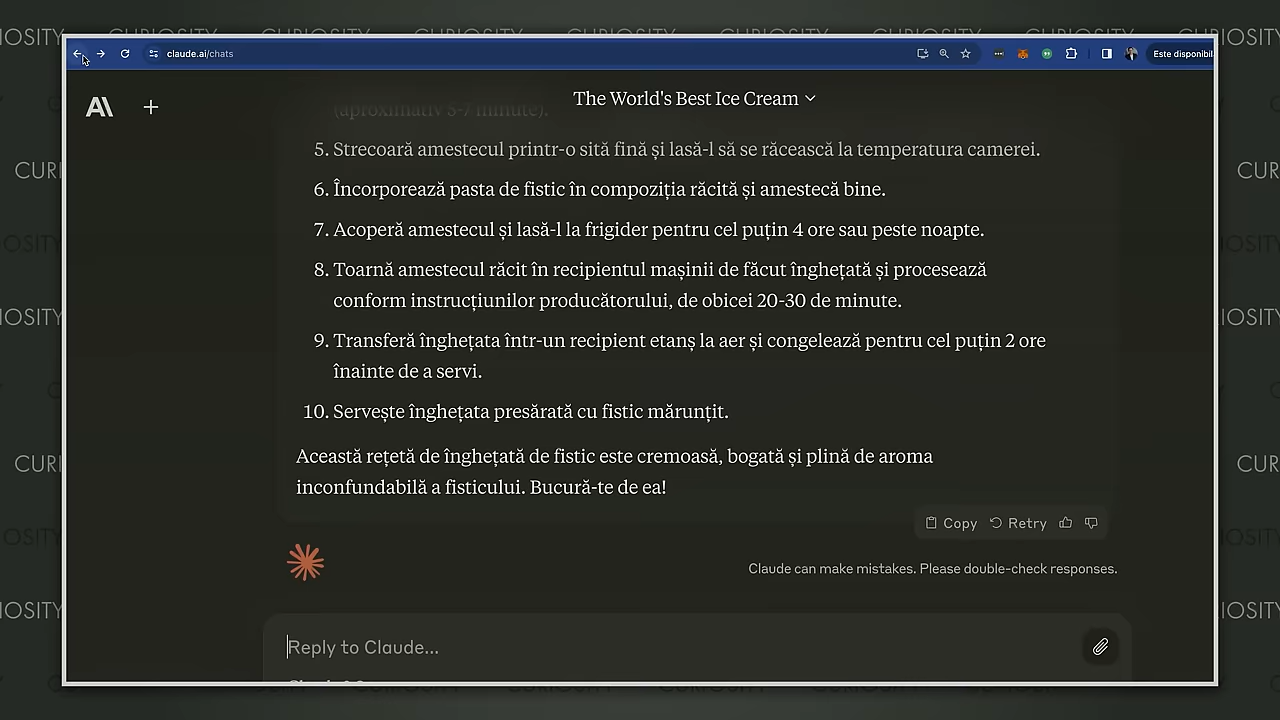 claude.ai/chats
Este disponibil
The World's Best Ice Cream
(aproximativ 5-7 minute).
5. Strecoară amestecul printr-o sită fină și lasă-l să se răcească la temperatura camerei.
6. Încorporează pasta de fistic în compoziția răcită și amestecă bine.
7. Acoperă amestecul și lasă-l la frigider pentru cel puțin 4 ore sau peste noapte.
8. Toarnă amestecul răcit în recipientul mașinii de făcut înghețată și procesează
conform instrucțiunilor producătorului, de obicei 20-30 de minute.
9. Transferă înghețata într-un recipient etanș la aer și congelează pentru cel puțin 2 ore
înainte de a servi.
10. Servește înghețata presărată cu fistic mărunțit.
Această rețetă de înghețată de fistic este cremoasă, bogată și plină de aroma
inconfundabilă a fisticului. Bucură-te de ea!
Copy Retry
Claude can make mistakes. Please double-check responses.
Reply to Claude...
CURIOSITY